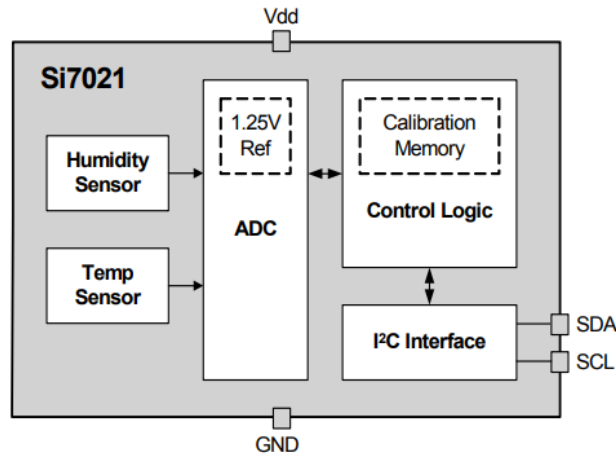 Vdd
Si7021
Humidity
Sensor
Temp
Sensor
1.25V
Ref
ADC
Calibration
Memory
Control Logic
I²C Interface
SDA
SCL
GND